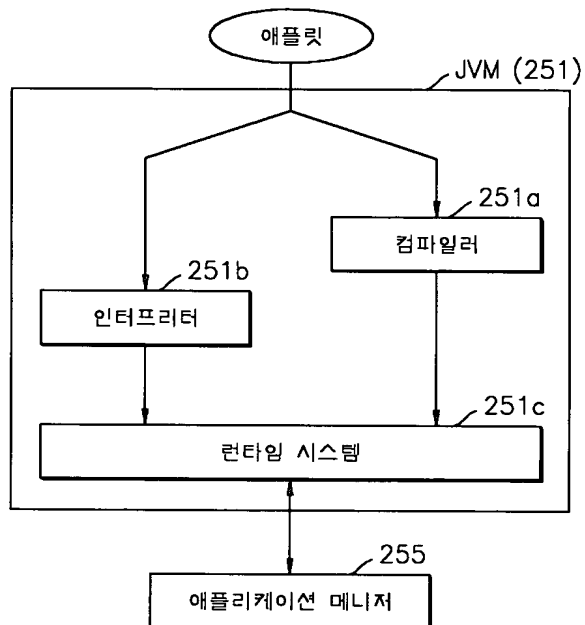 애플릿
JVM (251)
251a
컴파일러
251b
인터프리터
251c
런타임 시스템
255
애플리케이션 메니저